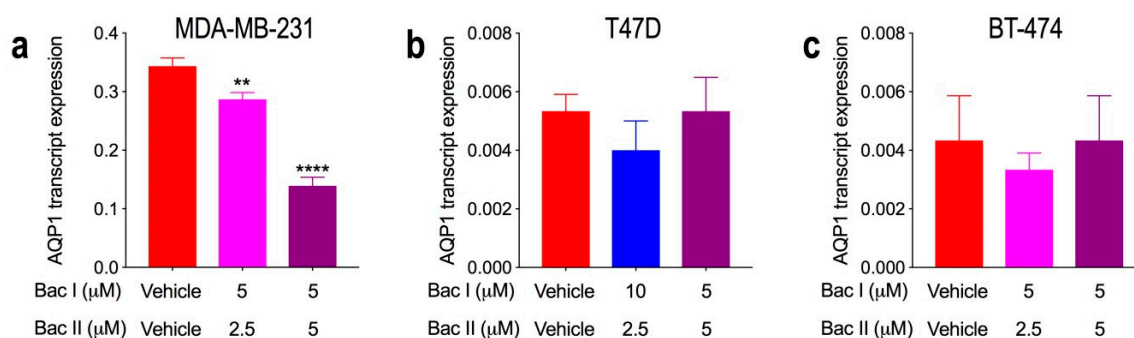 a MDA-MB-231
AQP1 transcript expression
0.4
0.3
0.2
0.1
0.0
**
****
Bac I (μM) Vehicle 5 5
Bac II (μM) Vehicle 2.5 5
b T47D
AQP1 transcript expression
0.008
0.006
0.004
0.002
0.000
Bac I (μM) Vehicle 10 5
Bac II (μM) Vehicle 2.5 5
c BT-474
AQP1 transcript expression
0.008
0.006
0.004
0.002
0.000
Bac I (μM) Vehicle 5 5
Bac II (μM) Vehicle 2.5 5